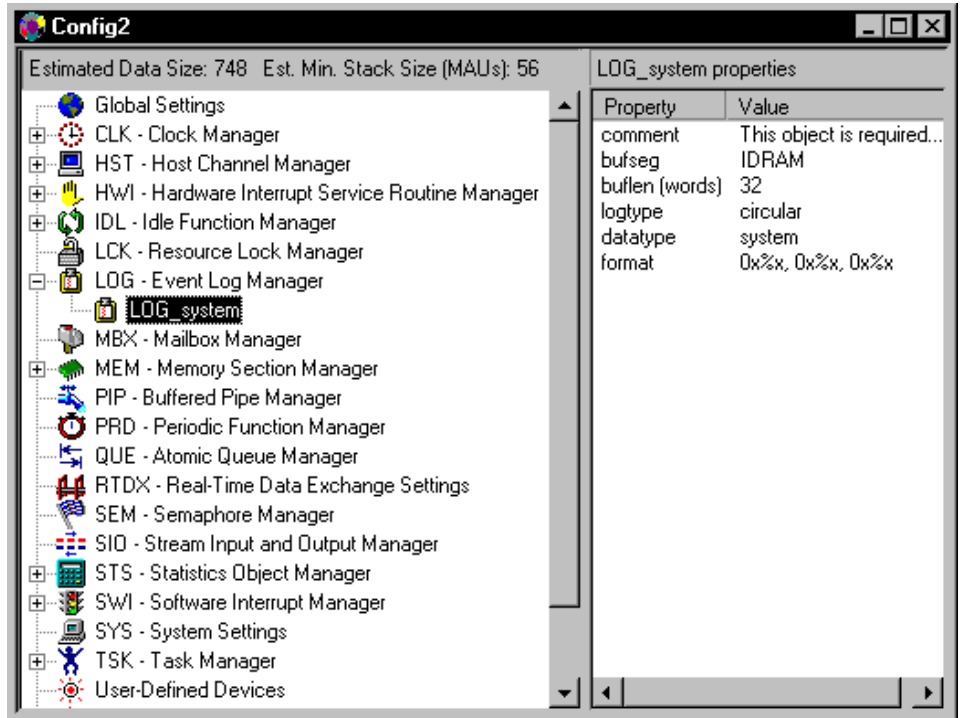 Config2
Estimated Data Size: 748 Est. Min. Stack Size (MAUs): 56
Global Settings
CLK - Clock Manager
HST - Host Channel Manager
HWI - Hardware Interrupt Service Routine Manager
IDL - Idle Function Manager
LCK - Resource Lock Manager
LOG - Event Log Manager
LOG_system
MBX - Mailbox Manager
MEM - Memory Section Manager
PIP - Buffered Pipe Manager
PRD - Periodic Function Manager
QUE - Atomic Queue Manager
RTDX - Real-Time Data Exchange Settings
SEM - Semaphore Manager
SIO - Stream Input and Output Manager
STS - Statistics Object Manager
SWI - Software Interrupt Manager
SYS - System Settings
TSK - Task Manager
User-Defined Devices
LOG_system properties
Property Value
comment This object is required...
bufseg IDRAM
buflen (words) 32
logtype circular
datatype system
format 0x%x, 0x%x, 0x%x